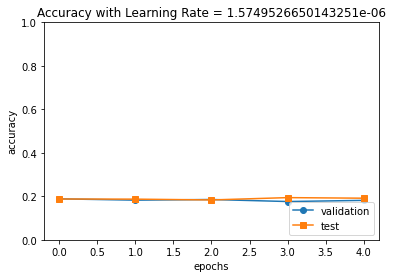 Accuracy with Learning Rate = 1.5749526650143251e-06
1.0
0.8
0.6
0.4
0.2
0.0
accuracy
validation
test
0.0 0.5 1.0 1.5 2.0 2.5 3.0 3.5 4.0
epochs